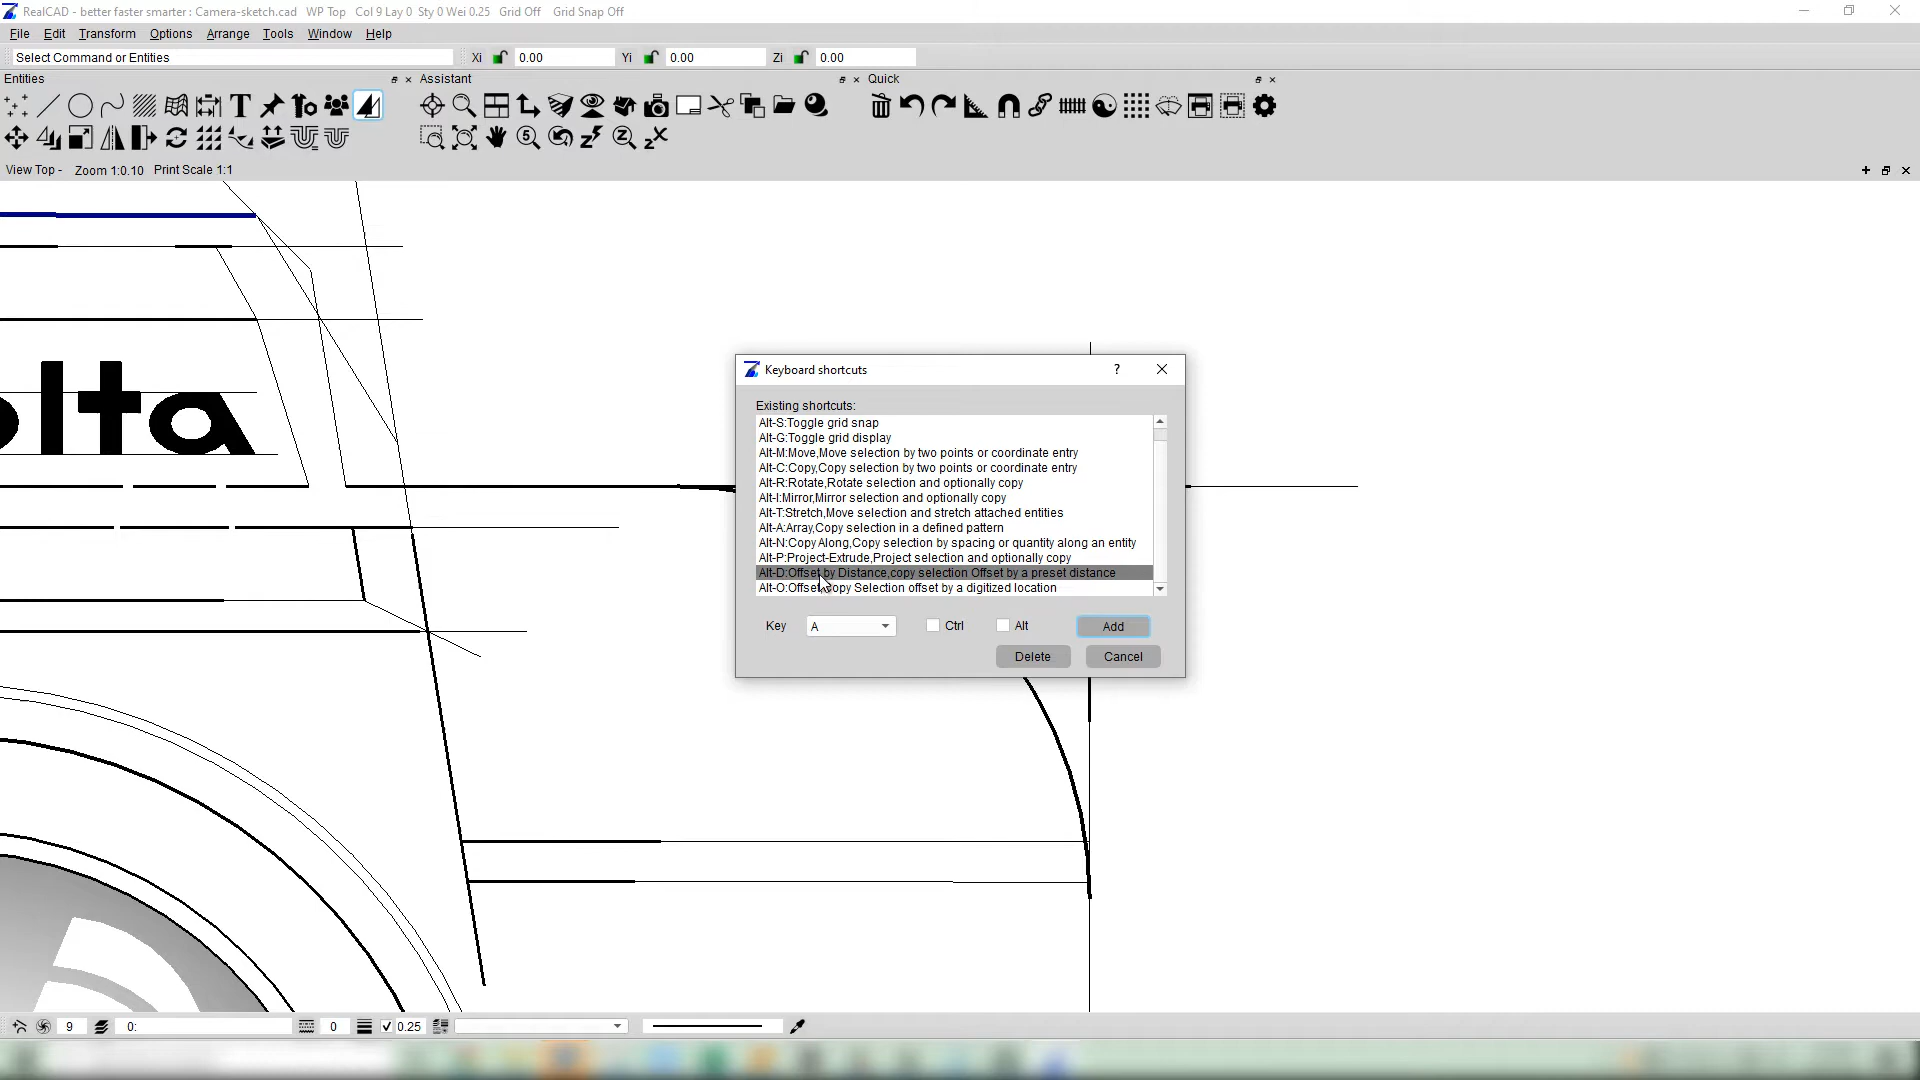 RealCAD - better faster smarter : Camera-sketch.cad WP Top Col 9 Lay 0 Sty 0 Wei 0.25 Grid Off Grid Snap Off
File Edit Transform Options Arrange Tools Window Help
Select Command or Entities Xi 0.00 Yi 0.00 Zi 0.00
Entities Assistant Quick
View Top - Zoom 1:0.10 Print Scale 1:1
olta
Keyboard shortcuts
Existing shortcuts:
Alt-S:Toggle grid snap
Alt-G:Toggle grid display
Alt-M:Move,Move selection by two points or coordinate entry
Alt-C:Copy,Copy selection by two points or coordinate entry
Alt-R:Rotate,Rotate selection and optionally copy
Alt-I:Mirror,Mirror selection and optionally copy
Alt-T:Stretch,Move selection and stretch attached entities
Alt-A:Array,Copy selection in a defined pattern
Alt-N:Copy Along,Copy selection by spacing or quantity along an entity
Alt-P:Project-Extrude,Project selection and optionally copy
Alt-D:Offset by Distance,copy selection Offset by a preset distance
Alt-O:Offset,Copy Selection offset by a digitized location
Key A Ctrl Alt Add
Delete Cancel
9 0: 0 0.25